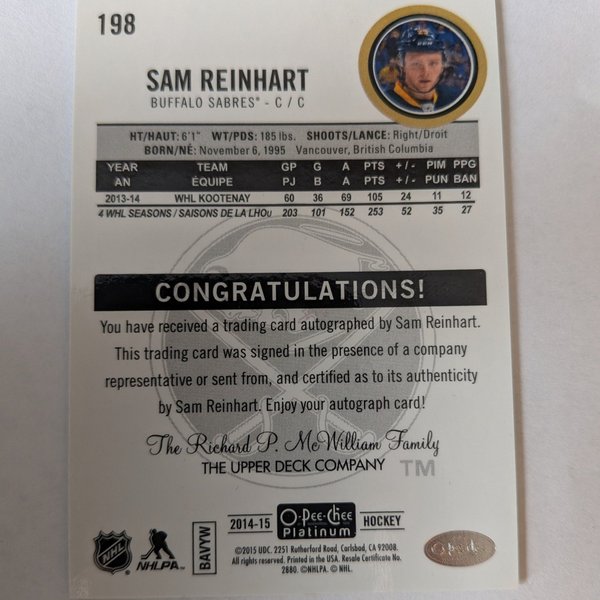 198
SAM REINHART
BUFFALO SABRES® - C / C
HT/HAUT: 6'1" WT/PDS: 185 lbs. SHOOTS/LANCE: Right/Droit
BORN/NÉ: November 6, 1995 Vancouver, British Columbia
YEAR TEAM GP G A PTS +/- PIM PPG
AN ÉQUIPE PJ B A PTS +/- PUN BAN
2013-14 WHL KOOTENAY 60 36 69 105 24 11 12
4 WHL SEASONS / SAISONS DE LA LHOu 203 101 152 253 52 35 27
CONGRATULATIONS!
You have received a trading card autographed by Sam Reinhart.
This trading card was signed in the presence of a company
representative or sent from, and certified as to its authenticity
by Sam Reinhart. Enjoy your autograph card!
The Richard P. McWilliam Family
THE UPPER DECK COMPANY TM
NHL NHLPA BAVYW 2014-15 O-Pee-Chee Platinum HOCKEY
©2015 UDC. 2251 Rutherford Road, Carlsbad, CA 92008.
All rights reserved. Printed in the USA. Resale Certificate No.
2880. ©NHLPA. © NHL.